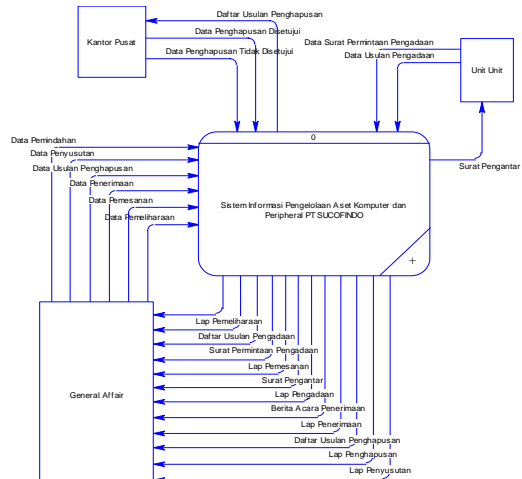 Daftar Usulan Penghapusan
Data Penghapusan Disetujui
Data Penghapusan Tidak Disetujui
Kantor Pusat
Data Surat Permintaan Pengadaan
Data Usulan Pengadaan
Unit Unit
Surat Pengantar
0
Sistem Informasi Pengelolaan Aset Komputer dan
Peripheral PT SUCOFINDO
+
Data Pemindahan
Data Penyusutan
Data Usulan Penghapusan
Data Penerimaan
Data Pemesanan
Data Pemeliharaan
General Affair
Lap Pemeliharaan
Daftar Usulan Pengadaan
Surat Permintaan Pengadaan
Lap Pemesanan
Surat Pengantar
Lap Pengadaan
Berita Acara Penerimaan
Lap Penerimaan
Daftar Usulan Penghapusan
Lap Penghapusan
Lap Penyusutan